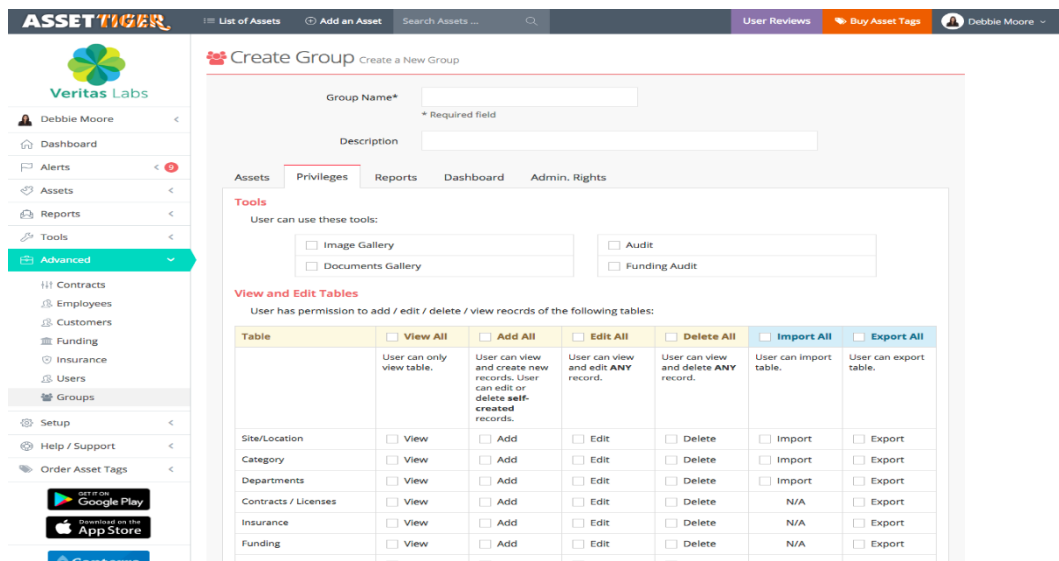 ASSETTIGER.
List of Assets
Add an Asset
Search Assets ...
User Reviews
Buy Asset Tags
Debbie Moore
Veritas Labs
Debbie Moore
Dashboard
Alerts 9
Assets
Reports
Tools
Advanced
Contracts
Employees
Customers
Funding
Insurance
Users
Groups
Setup
Help / Support
Order Asset Tags
GET IT ON
Google Play
Download on the
App Store
Create Group Create a New Group
Group Name*
* Required field
Description
Assets Privileges Reports Dashboard Admin. Rights
Tools
User can use these tools:
Image Gallery Audit
Documents Gallery Funding Audit
View and Edit Tables
User has permission to add / edit / delete / view reocrds of the following tables:
Table View All Add All Edit All Delete All Import All Export All
User can only view table.
User can view and create new records. User can edit or delete self-created records.
User can view and edit ANY record.
User can view and delete ANY record.
User can import table.
User can export table.
Site/Location View Add Edit Delete Import Export
Category View Add Edit Delete Import Export
Departments View Add Edit Delete Import Export
Contracts / Licenses View Add Edit Delete N/A Export
Insurance View Add Edit Delete N/A Export
Funding View Add Edit Delete N/A Export